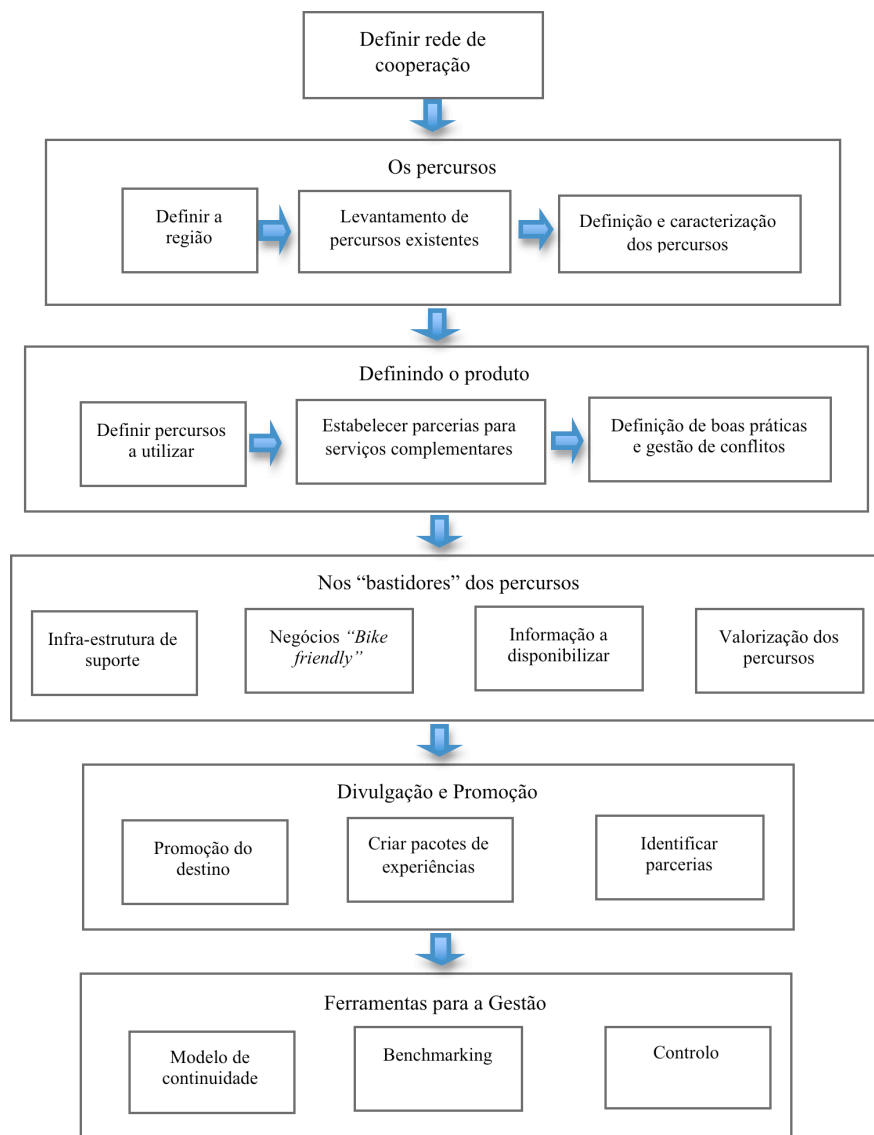 Definir rede de
cooperação
Os percursos
Definir a
região
Levantamento de
percursos existentes
Definição e caracterização
dos percursos
Definindo o produto
Definir percursos
a utilizar
Estabelecer parcerias para
serviços complementares
Definição de boas práticas
e gestão de conflitos
Nos “bastidores” dos percursos
Infra-estrutura de
suporte
Negócios “Bike
friendly”
Informação a
disponibilizar
Valorização dos
percursos
Divulgação e Promoção
Promoção do
destino
Criar pacotes de
experiências
Identificar
parcerias
Ferramentas para a Gestão
Modelo de
continuidade
Benchmarking
Controlo